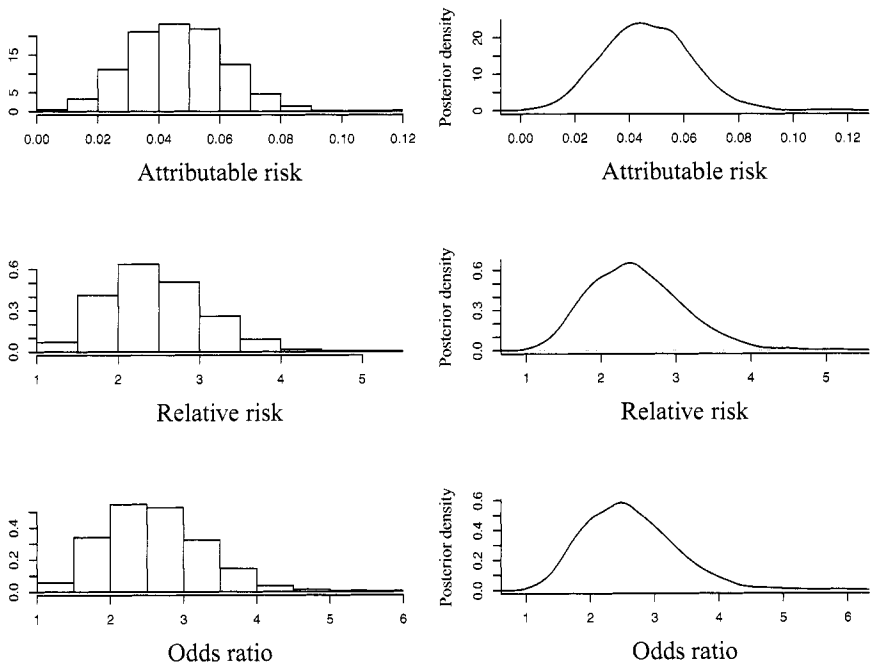 15
5
0
0.00 0.02 0.04 0.06 0.08 0.10 0.12
Attributable risk
Posterior density
20
10
0
0.00 0.02 0.04 0.06 0.08 0.10 0.12
Attributable risk
0.6
0.3
0.0
1 2 3 4 5
Relative risk
Posterior density
0.6
0.3
0.0
1 2 3 4 5
Relative risk
0.4
0.2
0.0
1 2 3 4 5 6
Odds ratio
Posterior density
0.6
0.4
0.2
0.0
1 2 3 4 5 6
Odds ratio